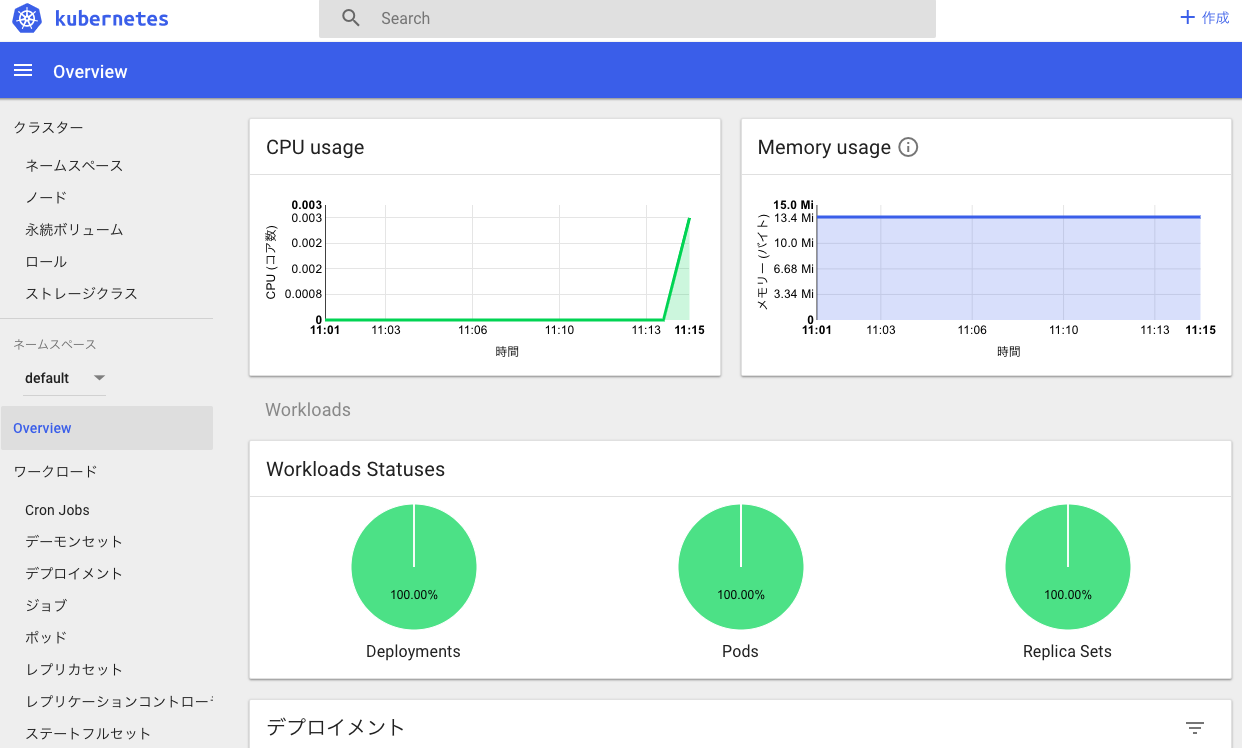 kubernetes
Search
作成
Overview
クラスター
ネームスペース
ノード
永続ボリューム
ロール
ストレージクラス
ネームスペース
default
Overview
ワークロード
Cron Jobs
デーモンセット
デプロイメント
ジョブ
ポッド
レプリカセット
レプリケーションコントロー
ステートフルセット
CPU usage
CPU (コア数)
0.003
0.003
0.002
0.002
0.0008
0
11:01 11:03 11:06 11:10 11:13 11:15
時間
Memory usage
メモリー (バイト)
15.0 Mi
13.4 Mi
10.0 Mi
6.68 Mi
3.34 Mi
0
11:01 11:03 11:06 11:10 11:13 11:15
時間
Workloads
Workloads Statuses
100.00% 100.00% 100.00%
Deployments Pods Replica Sets
デプロイメント